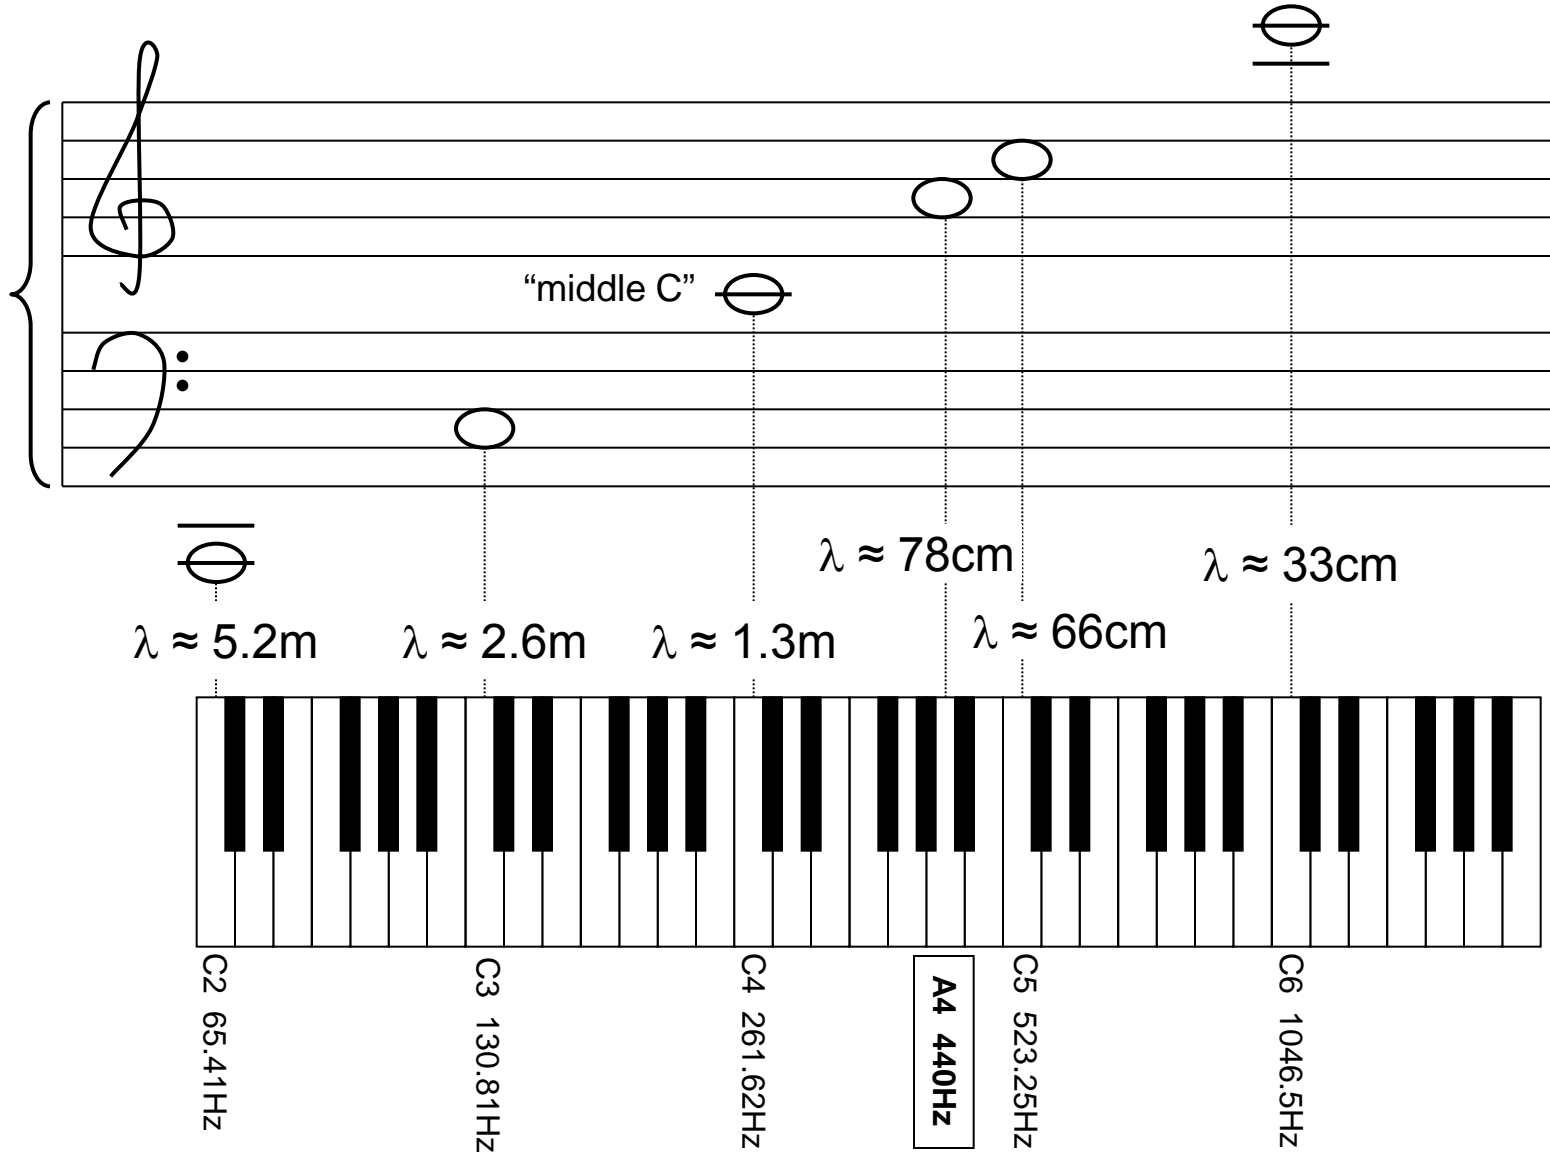 “middle C”
λ ≈ 78cm
λ ≈ 33cm
λ ≈ 5.2m
λ ≈ 2.6m
λ ≈ 1.3m
λ ≈ 66cm
C2 65.41Hz
C3 130.81Hz
C4 261.62Hz
A4 440Hz
C5 523.25Hz
C6 1046.5Hz